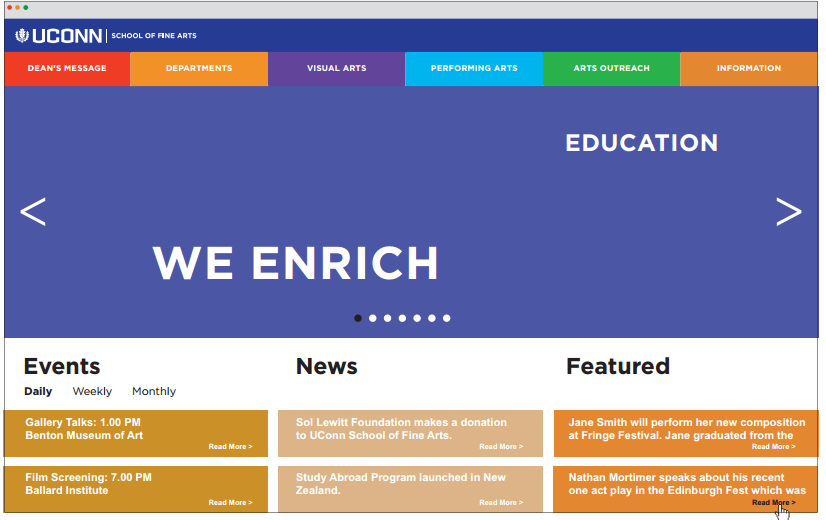 UCONN SCHOOL OF FINE ARTS
DEAN'S MESSAGE
DEPARTMENTS
VISUAL ARTS
PERFORMING ARTS
ARTS OUTREACH
INFORMATION
EDUCATION
<
>
WE ENRICH
Events
Daily Weekly Monthly
Gallery Talks: 1.00 PM
Benton Museum of Art
Read More >
Film Screening: 7.00 PM
Ballard Institute
Read More >
News
Sol Lewitt Foundation makes a donation
to UConn School of Fine Arts.
Read More >
Study Abroad Program launched in New
Zealand.
Read More >
Featured
Jane Smith will perform her new composition
at Fringe Festival. Jane graduated from the
Read More >
Nathan Mortimer speaks about his recent
one act play in the Edinburgh Fest which was
Read More >